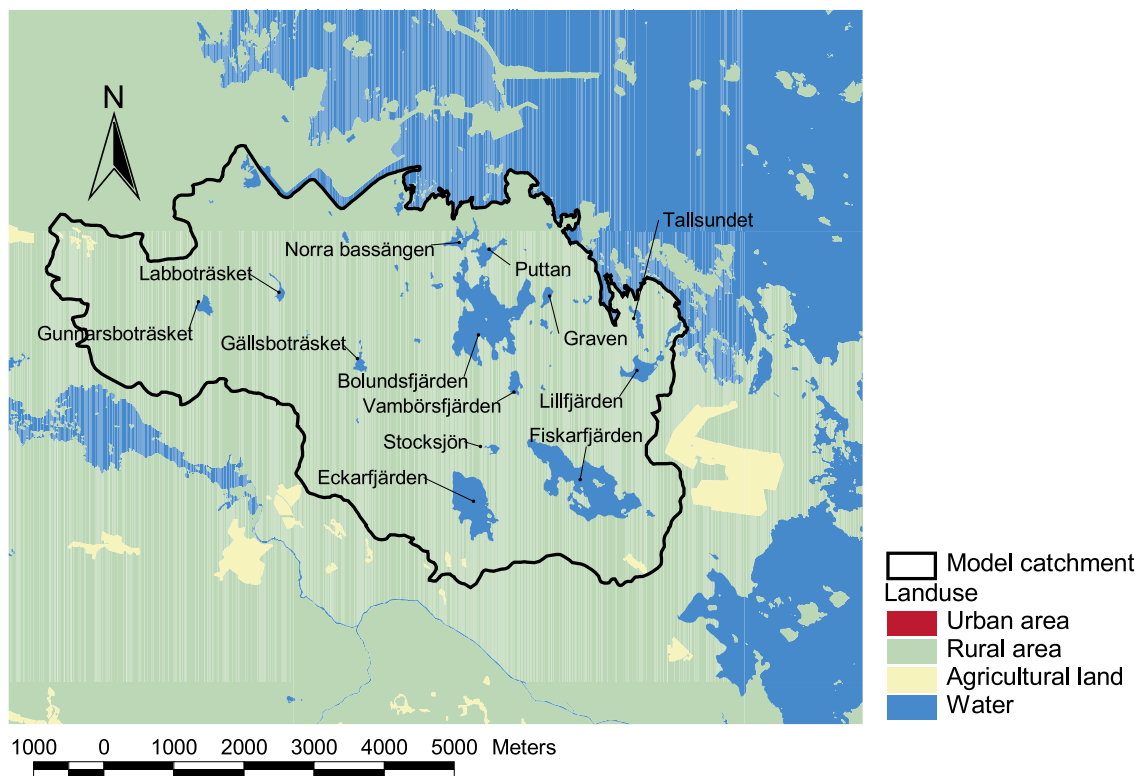 N
Tallsundet
Norra bassängen
Puttan
Labboträsket
Gunnarsboträsket
Graven
Gällsboträsket
Bolundsfjärden
Vambörsfjärden
Lillfjärden
Stocksjön
Fiskarfjärden
Eckarfjärden
Model catchment
Landuse
Urban area
Rural area
Agricultural land
Water
1000 0 1000 2000 3000 4000 5000 Meters